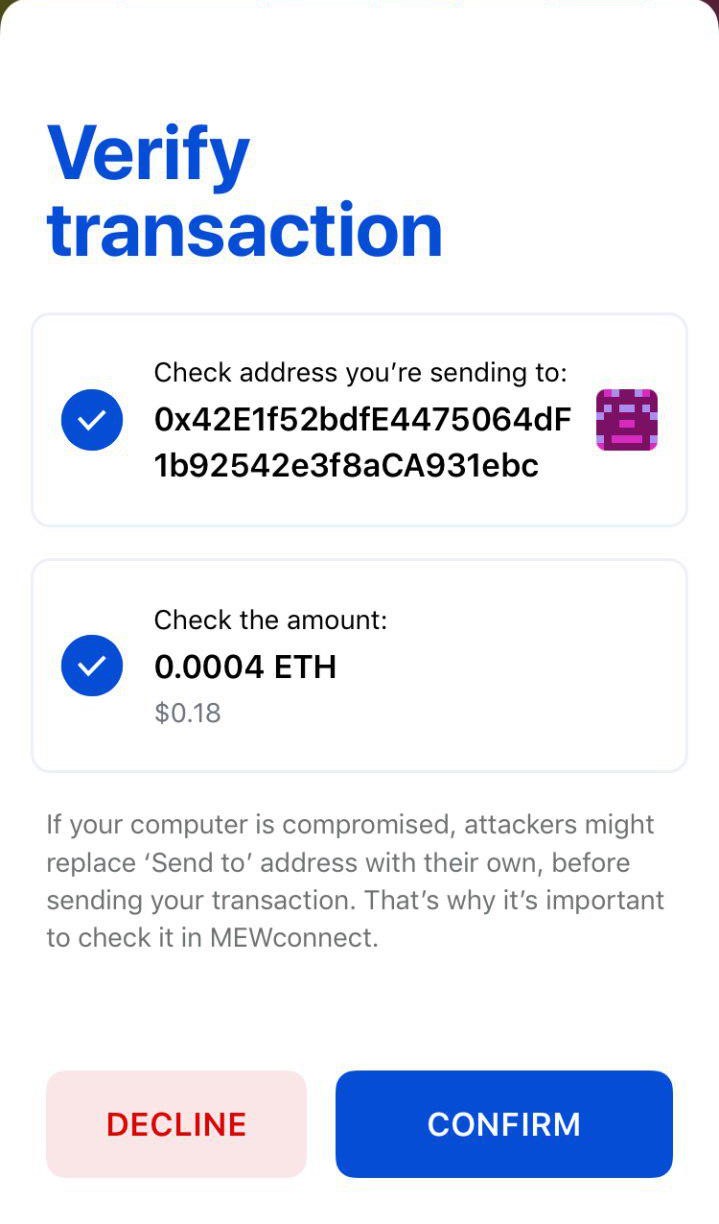 Verify
transaction
Check address you’re sending to:
0x42E1f52bdfE4475064dF
1b92542e3f8aCA931ebc
Check the amount:
0.0004 ETH
$0.18
If your computer is compromised, attackers might
replace ‘Send to’ address with their own, before
sending your transaction. That’s why it’s important
to check it in MEWconnect.
DECLINE
CONFIRM